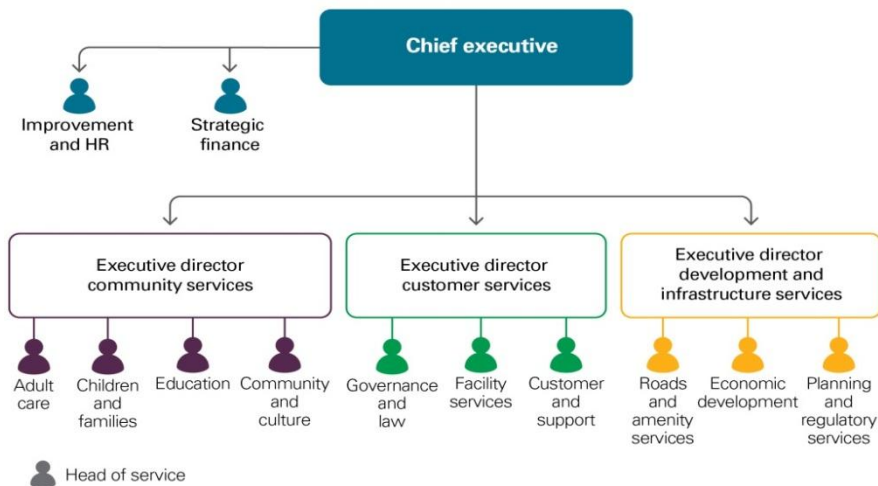 Chief executive
Improvement
and HR
Strategic
finance
Executive director
community services
Executive director
customer services
Executive director
development and
infrastructure services
Adult
care
Children
and
families
Education
Community
and
culture
Governance
and
law
Facility
services
Customer
and
support
Roads
and
amenity
services
Economic
development
Planning
and
regulatory
services
Head of service